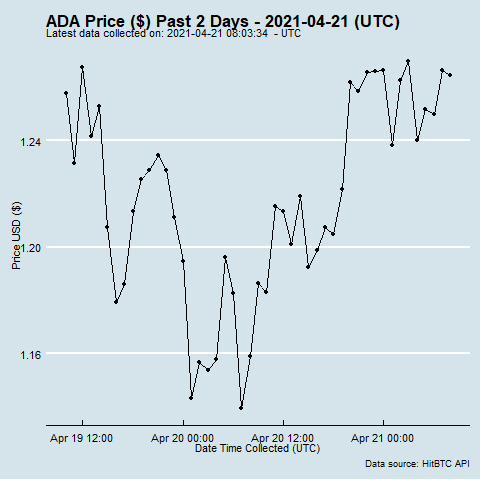 ADA Price ($) Past 2 Days - 2021-04-21 (UTC)
Latest data collected on: 2021-04-21 08:03:34 - UTC
1.24
1.20
1.16
Price USD ($)
Apr 19 12:00
Apr 20 00:00
Apr 20 12:00
Apr 21 00:00
Date Time Collected (UTC)
Data source: HitBTC API